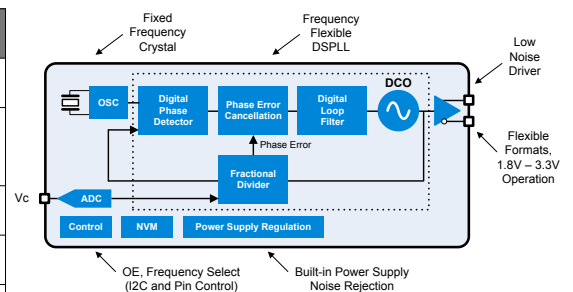 Fixed
Frequency
Crystal
Frequency
Flexible
DSPLL
Low
Noise
Driver
OSC
Digital
Phase
Detector
Phase Error
Cancellation
Digital
Loop
Filter
DCO
Phase Error
Fractional
Divider
Flexible
Formats,
1.8V – 3.3V
Operation
Vc
ADC
Control
NVM
Power Supply Regulation
OE, Frequency Select
(I2C and Pin Control)
Built-in Power Supply
Noise Rejection